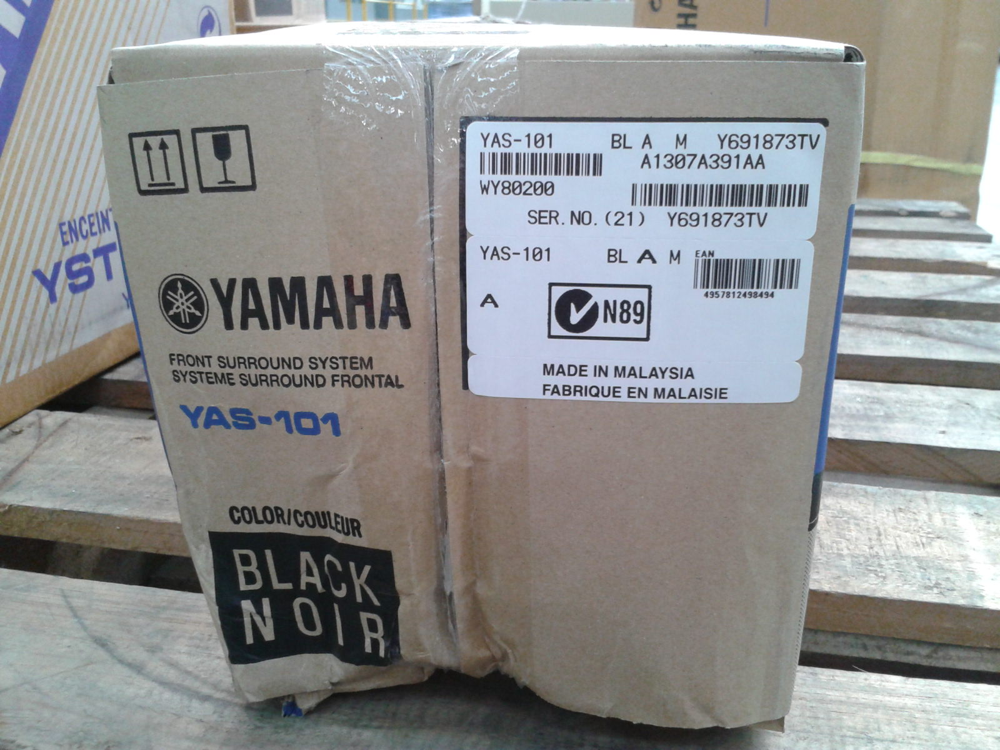 HA
ENCEIN
YST
YAMAHA
FRONT SURROUND SYSTEM
SYSTEME SURROUND FRONTAL
YAS-101
COLOR/COULEUR
BLACK
NOIR
YAS-101 BL A M Y691873TV
A1307A391AA
WY80200
SER.NO.(21) Y691873TV
YAS-101 BL A M EAN
4957812498494
A N89
MADE IN MALAYSIA
FABRIQUE EN MALAISIE